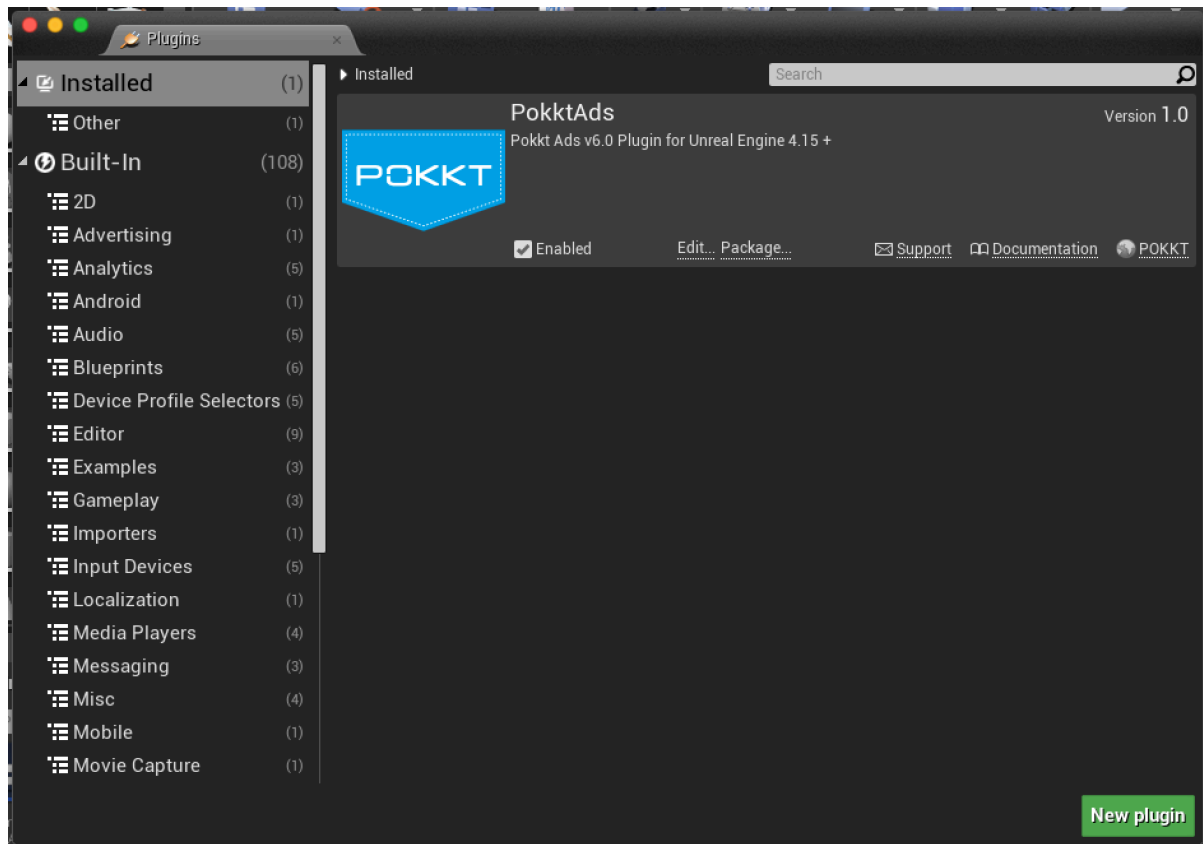 Plugins
Installed (1)
Other (1)
Built-In (108)
2D (1)
Advertising (1)
Analytics (5)
Android (1)
Audio (5)
Blueprints (6)
Device Profile Selectors (5)
Editor (9)
Examples (3)
Gameplay (3)
Importers (1)
Input Devices (5)
Localization (1)
Media Players (4)
Messaging (3)
Misc (4)
Mobile (1)
Movie Capture (1)
Installed
Search
POKKT
PokktAds
Version 1.0
Pokkt Ads v6.0 Plugin for Unreal Engine 4.15 +
Enabled Edit... Package... Support Documentation POKKT
New plugin